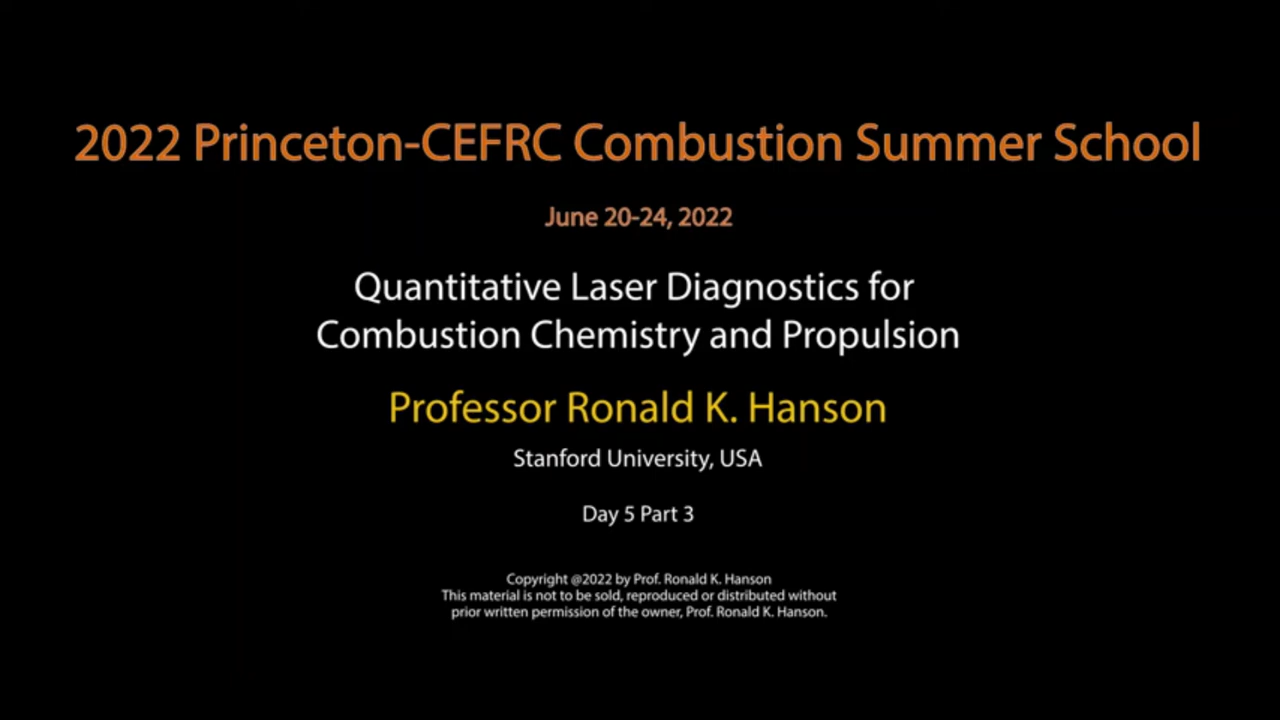 2022 Princeton-CEFRC Combustion Summer School
June 20-24, 2022
Quantitative Laser Diagnostics for
Combustion Chemistry and Propulsion
Professor Ronald K. Hanson
Stanford University, USA
Day 5 Part 3
Copyright @2022 by Prof. Ronald K. Hanson
This material is not to be sold, reproduced or distributed without
prior written permission of the owner, Prof. Ronald K. Hanson.